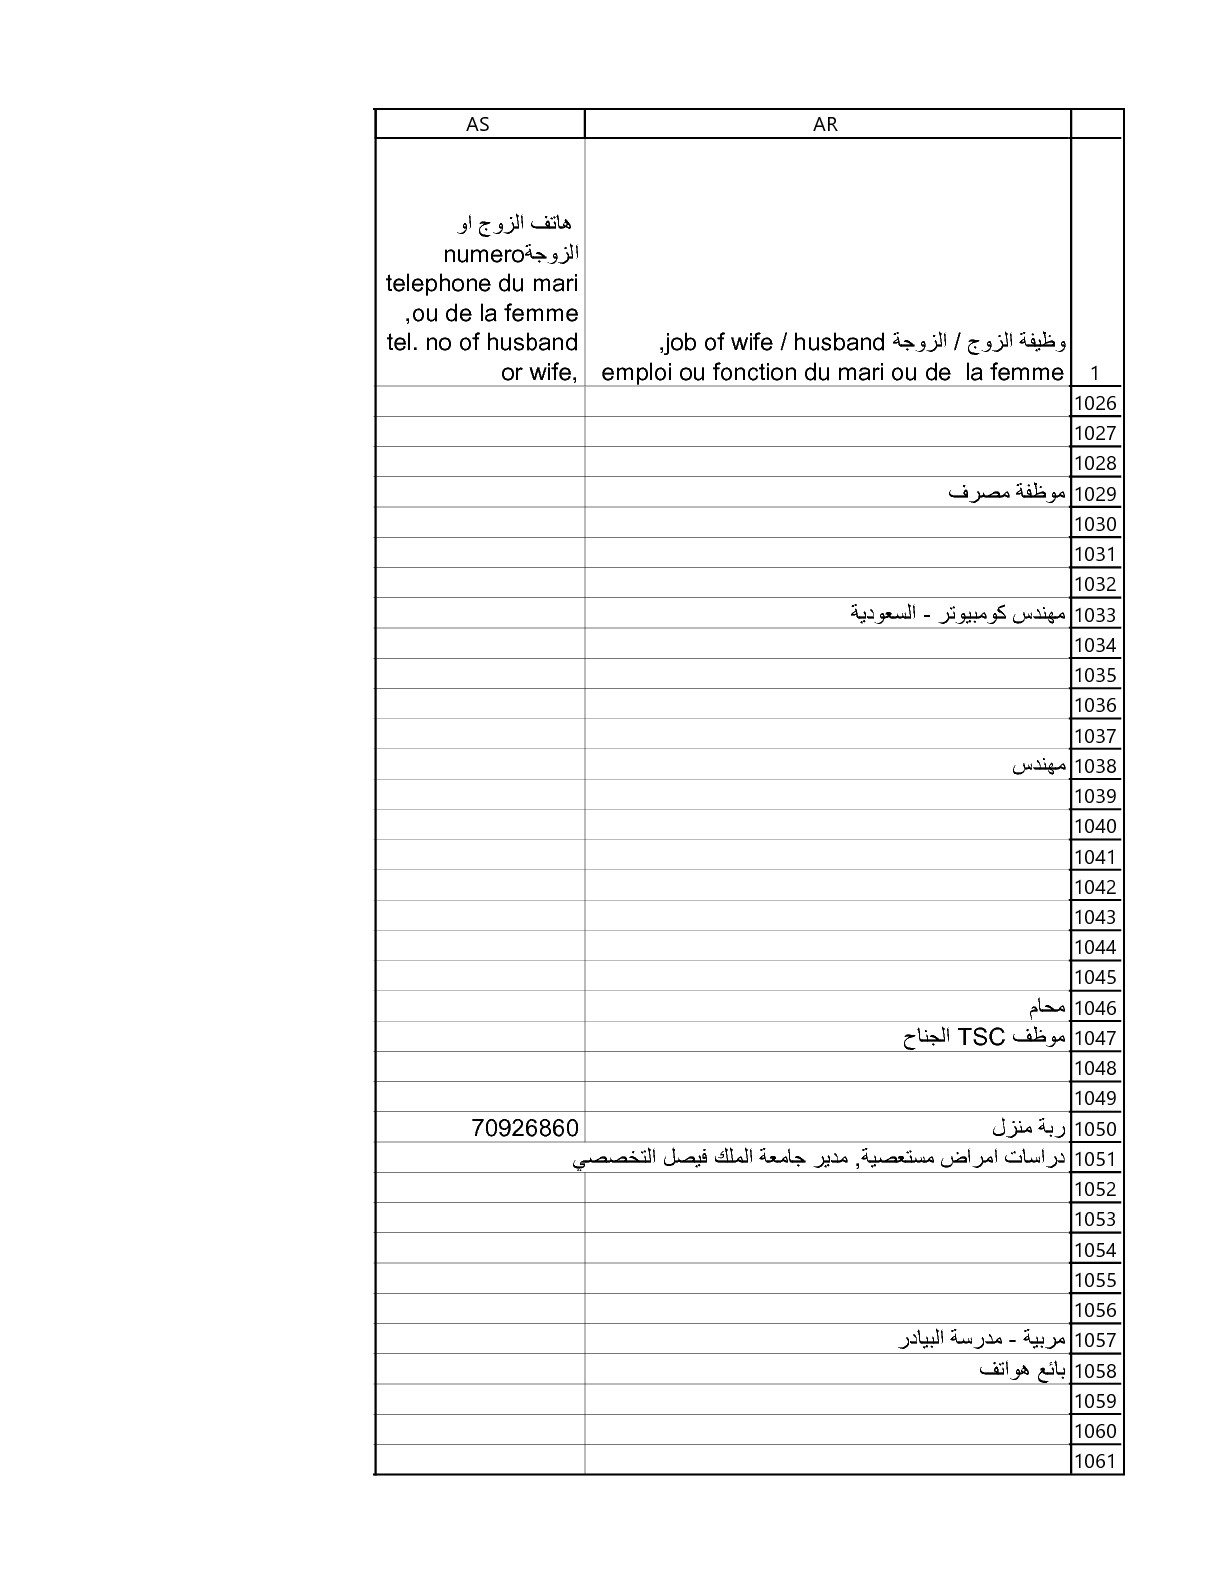 AR AS
وظيفة الزوج / الزوجة job of wife / husband,
emploi ou fonction du mari ou de la femme
هاتف الزوج او
الزوجةnumero
telephone du mari
ou de la femme,
tel. no of husband
or wife,
1
1026
1027
1028
1029 موظفة مصرف
1030
1031
1032
1033 مهندس كومبيوتر - السعودية
1034
1035
1036
1037
1038 مهندس
1039
1040
1041
1042
1043
1044
1045
1046 محام
1047 موظف TSC الجناح
1048
1049
1050 ربة منزل 70926860
1051 دراسات امراض مستعصية, مدير جامعة الملك فيصل التخصصي
1052
1053
1054
1055
1056
1057 مربية - مدرسة البيادر
1058 بائع هواتف
1059
1060
1061